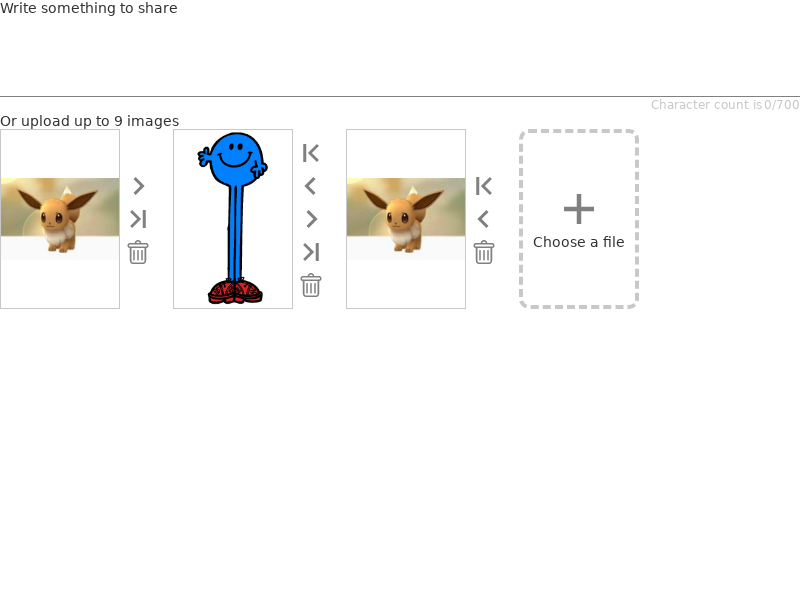 Write something to share
Character count is 0/700
Or upload up to 9 images
Choose a file